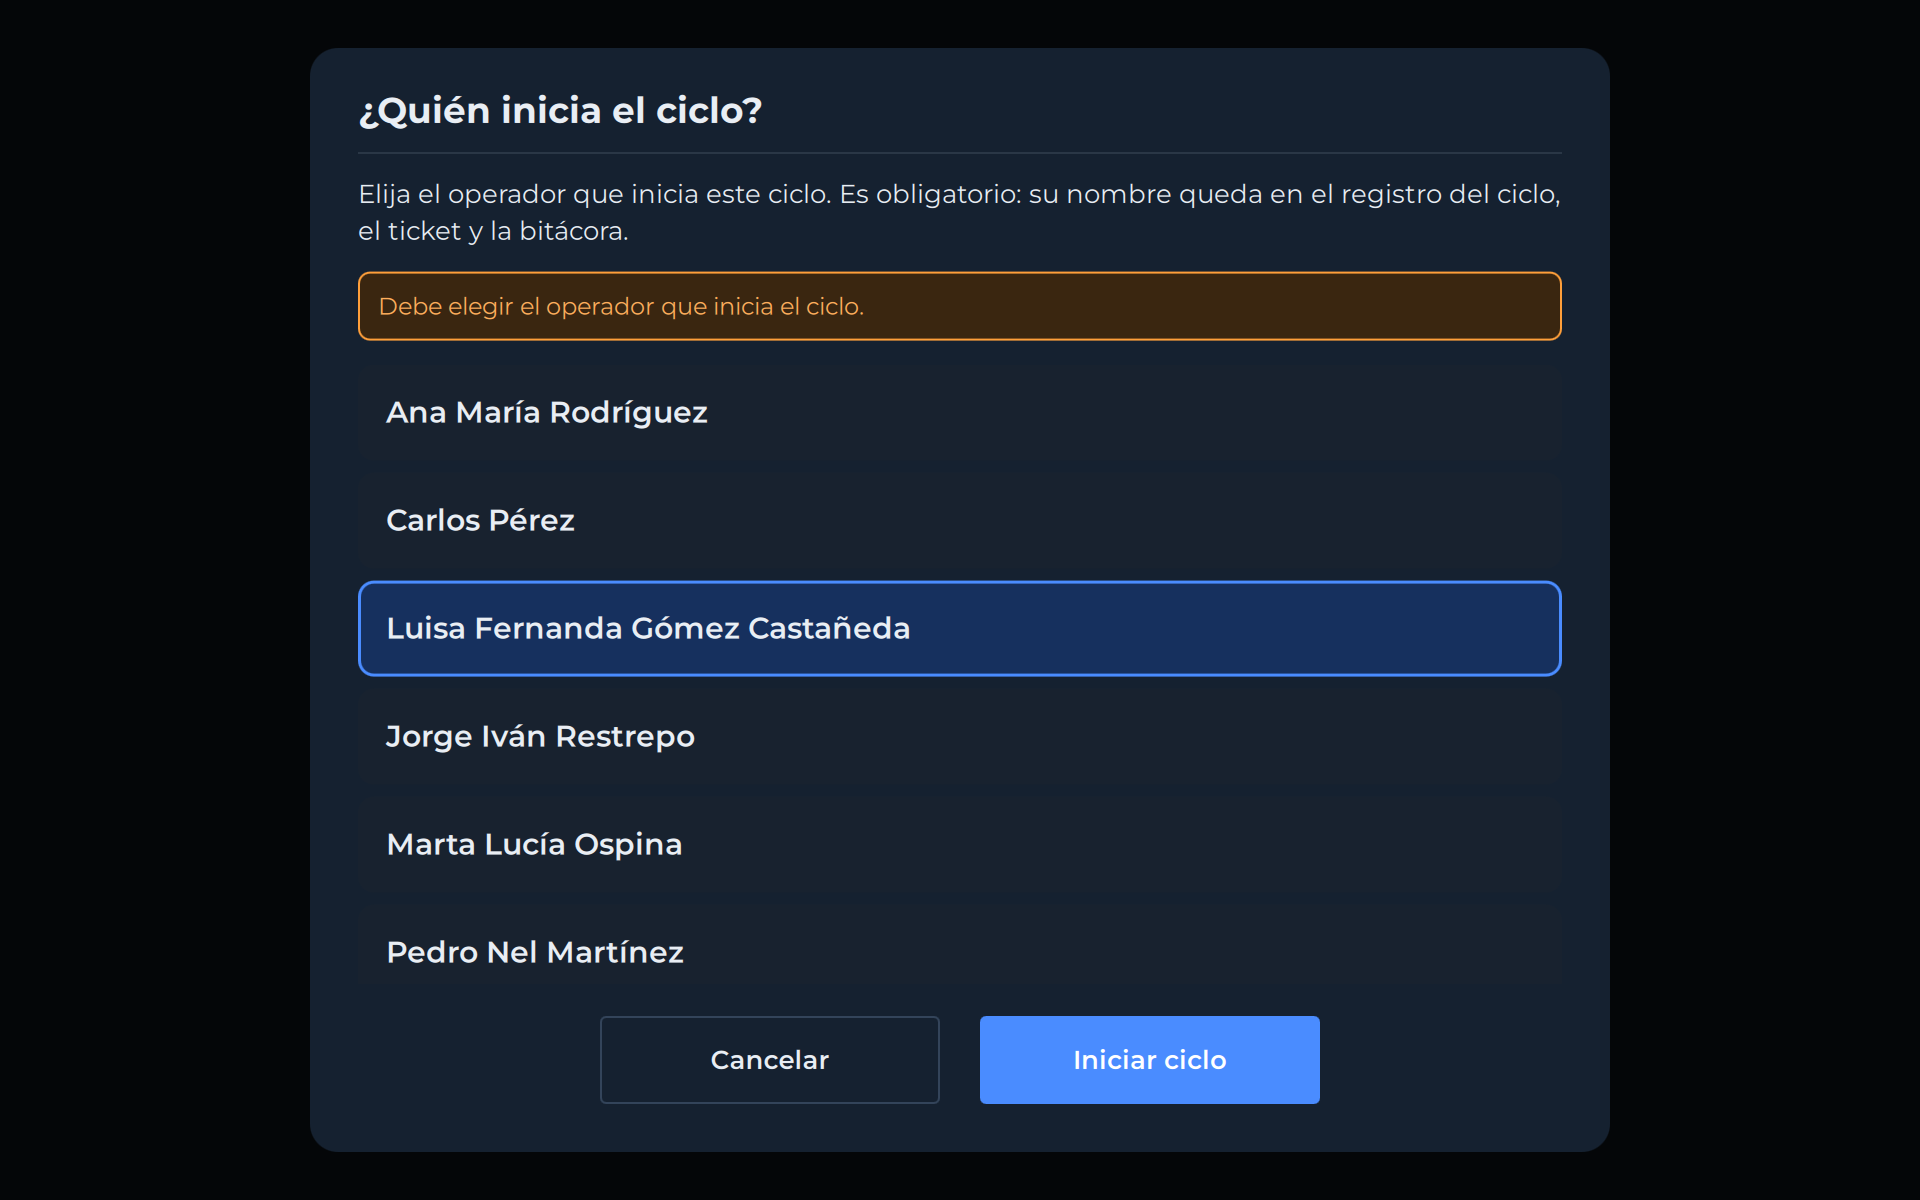 ¿Quién inicia el ciclo?
Elija el operador que inicia este ciclo. Es obligatorio: su nombre queda en el registro del ciclo,
el ticket y la bitácora.
Debe elegir el operador que inicia el ciclo.
Ana María Rodríguez
Carlos Pérez
Luisa Fernanda Gómez Castañeda
Jorge Iván Restrepo
Marta Lucía Ospina
Pedro Nel Martínez
Cancelar
Iniciar ciclo